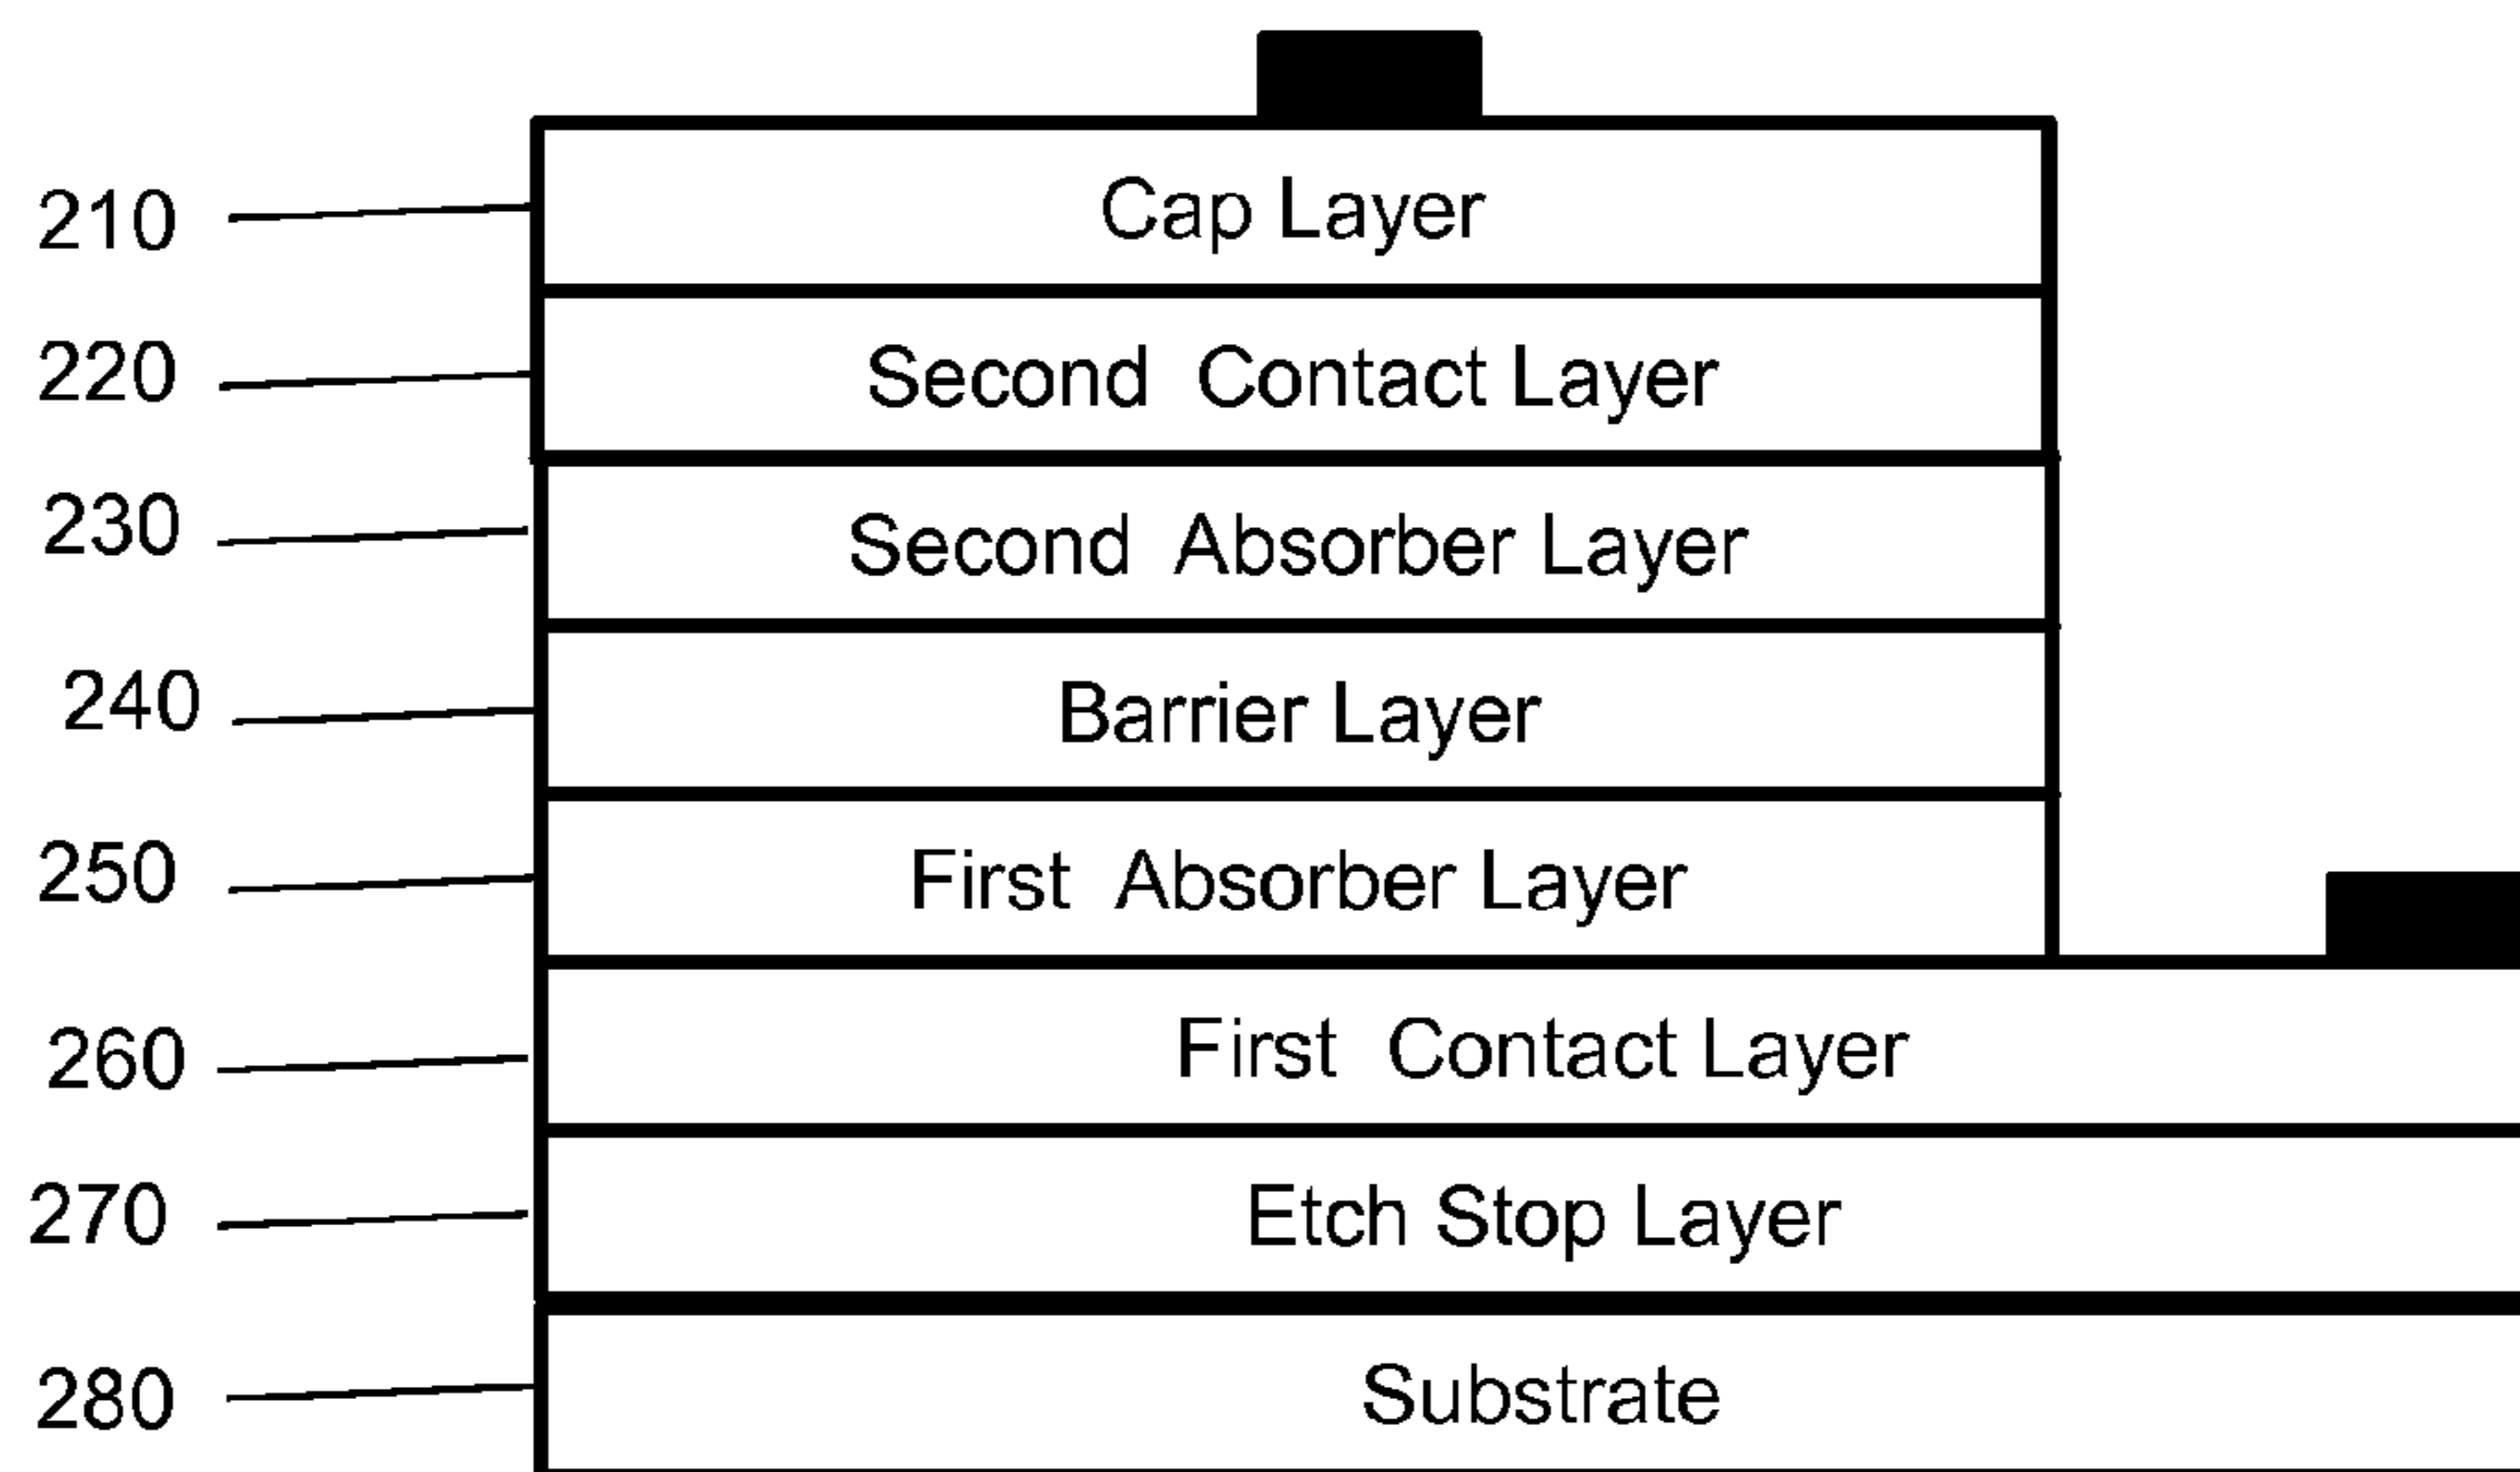 210 Cap Layer
220 Second Contact Layer
230 Second Absorber Layer
240 Barrier Layer
250 First Absorber Layer
260 First Contact Layer
270 Etch Stop Layer
280 Substrate